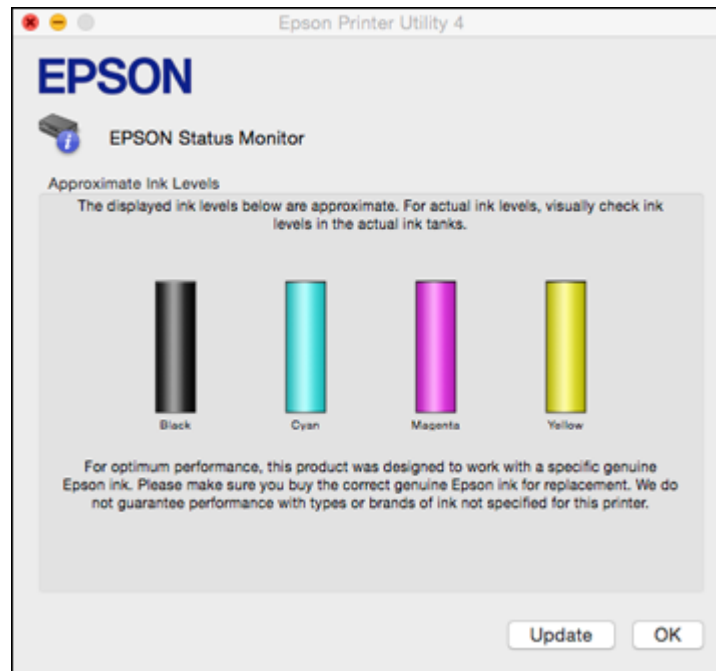 Epson Printer Utility 4
EPSON
EPSON Status Monitor
Approximate Ink Levels
The displayed ink levels below are approximate. For actual ink levels, visually check ink
levels in the actual ink tanks.
Black
Cyan
Magenta
Yellow
For optimum performance, this product was designed to work with a specific genuine
Epson ink. Please make sure you buy the correct genuine Epson ink for replacement. We do
not guarantee performance with types or brands of ink not specified for this printer.
Update
OK